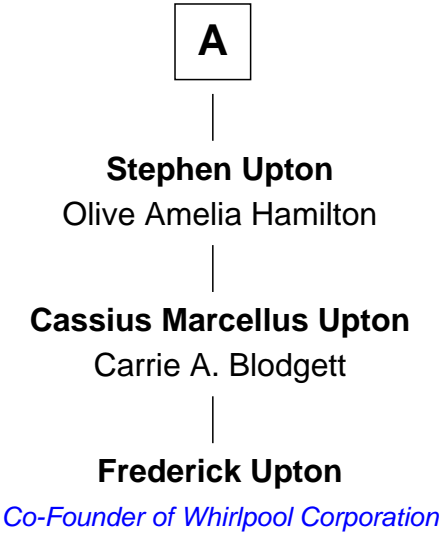 A
Stephen Upton
Olive Amelia Hamilton
Cassius Marcellus Upton
Carrie A. Blodgett
Frederick Upton
Co-Founder of Whirlpool Corporation